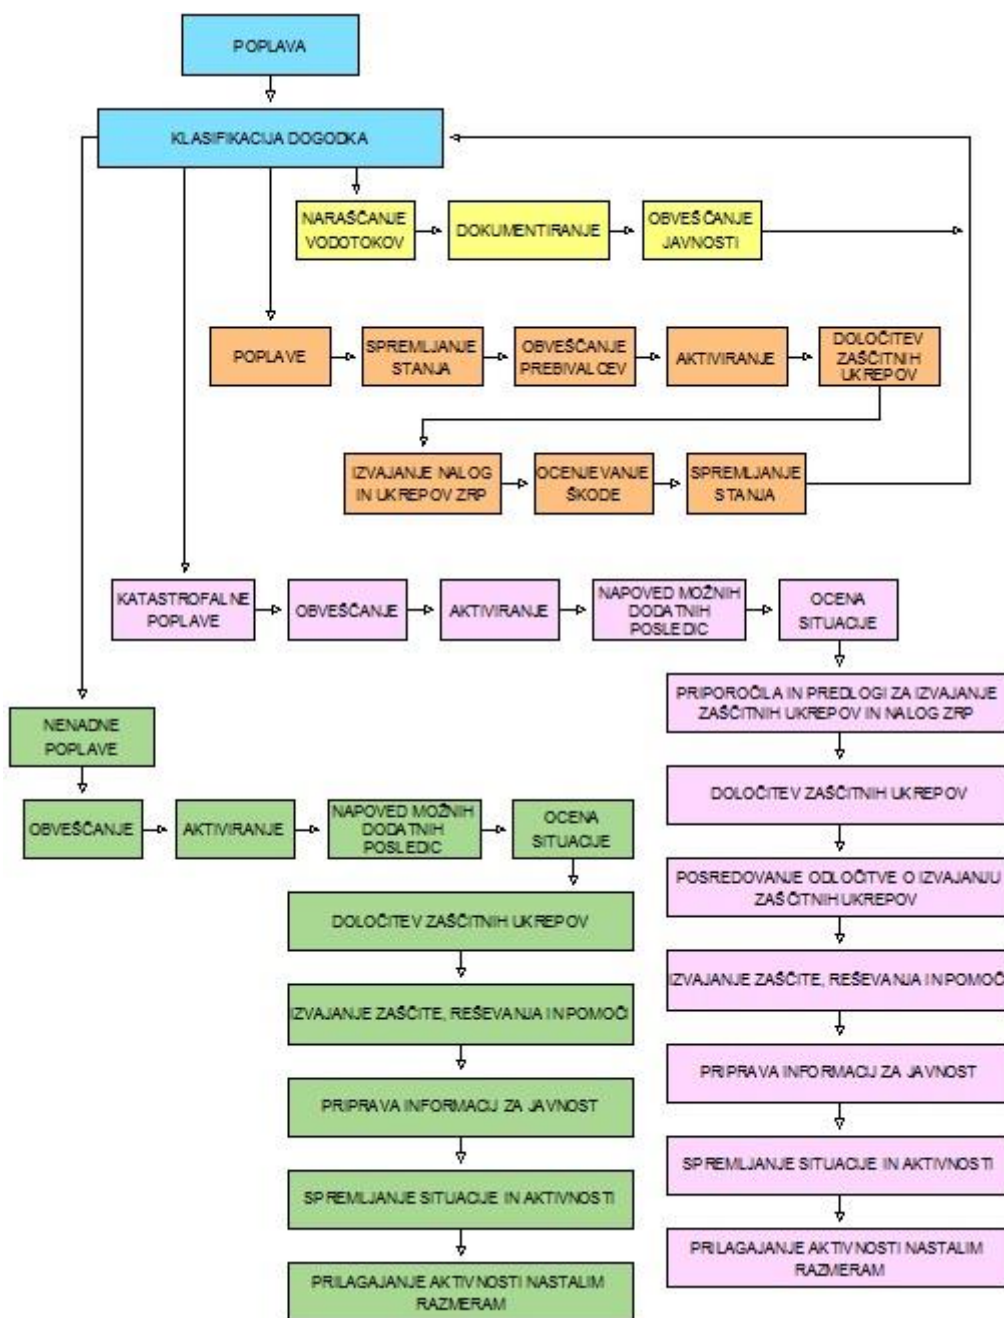 POPLAVA
KLASIFIKACIJA DOGODKA
NARAŠČANJE
VODOTOKOV
DOKUMENTIRANJE
OBVEŠČANJE
JAVNOSTI
POPLAVE
SPREMLJANJE
STANJA
OBVEŠČANJE
PREBIVALCEV
AKTIVIRANJE
DOLOČITEV
ZAŠČITNIH
UKREPOV
IZVAJANJE NALOG
IN UKREPOV ZRP
OCENJEVANJE
ŠKODE
SPREMLJANJE
STANJA
KATASTROFALNE
POPLAVE
OBVEŠČANJE
AKTIVIRANJE
NAPOVED MOŽNIH
DODATNIH
POSLEDIC
OCENA
SITUACIJE
PRIPOROČILA IN PREDLOGI ZA IZVAJANJE
ZAŠČITNIH UKREPOV IN NALOG ZRP
DOLOČITEV ZAŠČITNIH UKREPOV
POSREDOVANJE ODLOČITVE O IZVAJANJU
ZAŠČITNIH UKREPOV
IZVAJANJE ZAŠČITE, REŠEVANJA IN POMOČI
PRIPRAVA INFORMACIJ ZA JAVNOST
SPREMLJANJE SITUACIJE IN AKTIVNOSTI
PRILAGAJANJE AKTIVNOSTI NASTALIM
RAZMERAM
NENADNE
POPLAVE
OBVEŠČANJE
AKTIVIRANJE
NAPOVED MOŽNIH
DODATNIH
POSLEDIC
OCENA
SITUACIJE
DOLOČITEV ZAŠČITNIH UKREPOV
IZVAJANJE ZAŠČITE, REŠEVANJA IN POMOČI
PRIPRAVA INFORMACIJ ZA JAVNOST
SPREMLJANJE SITUACIJE IN AKTIVNOSTI
PRILAGAJANJE AKTIVNOSTI NASTALIM
RAZMERAM